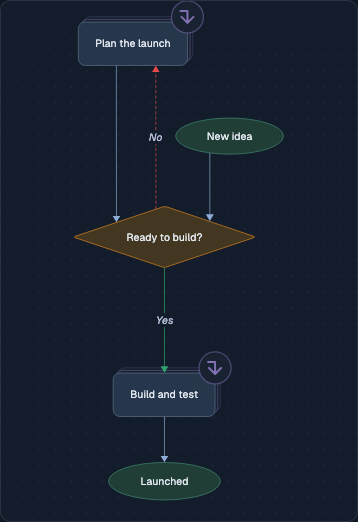 Plan the launch
No
New idea
Ready to build?
Yes
Build and test
Launched